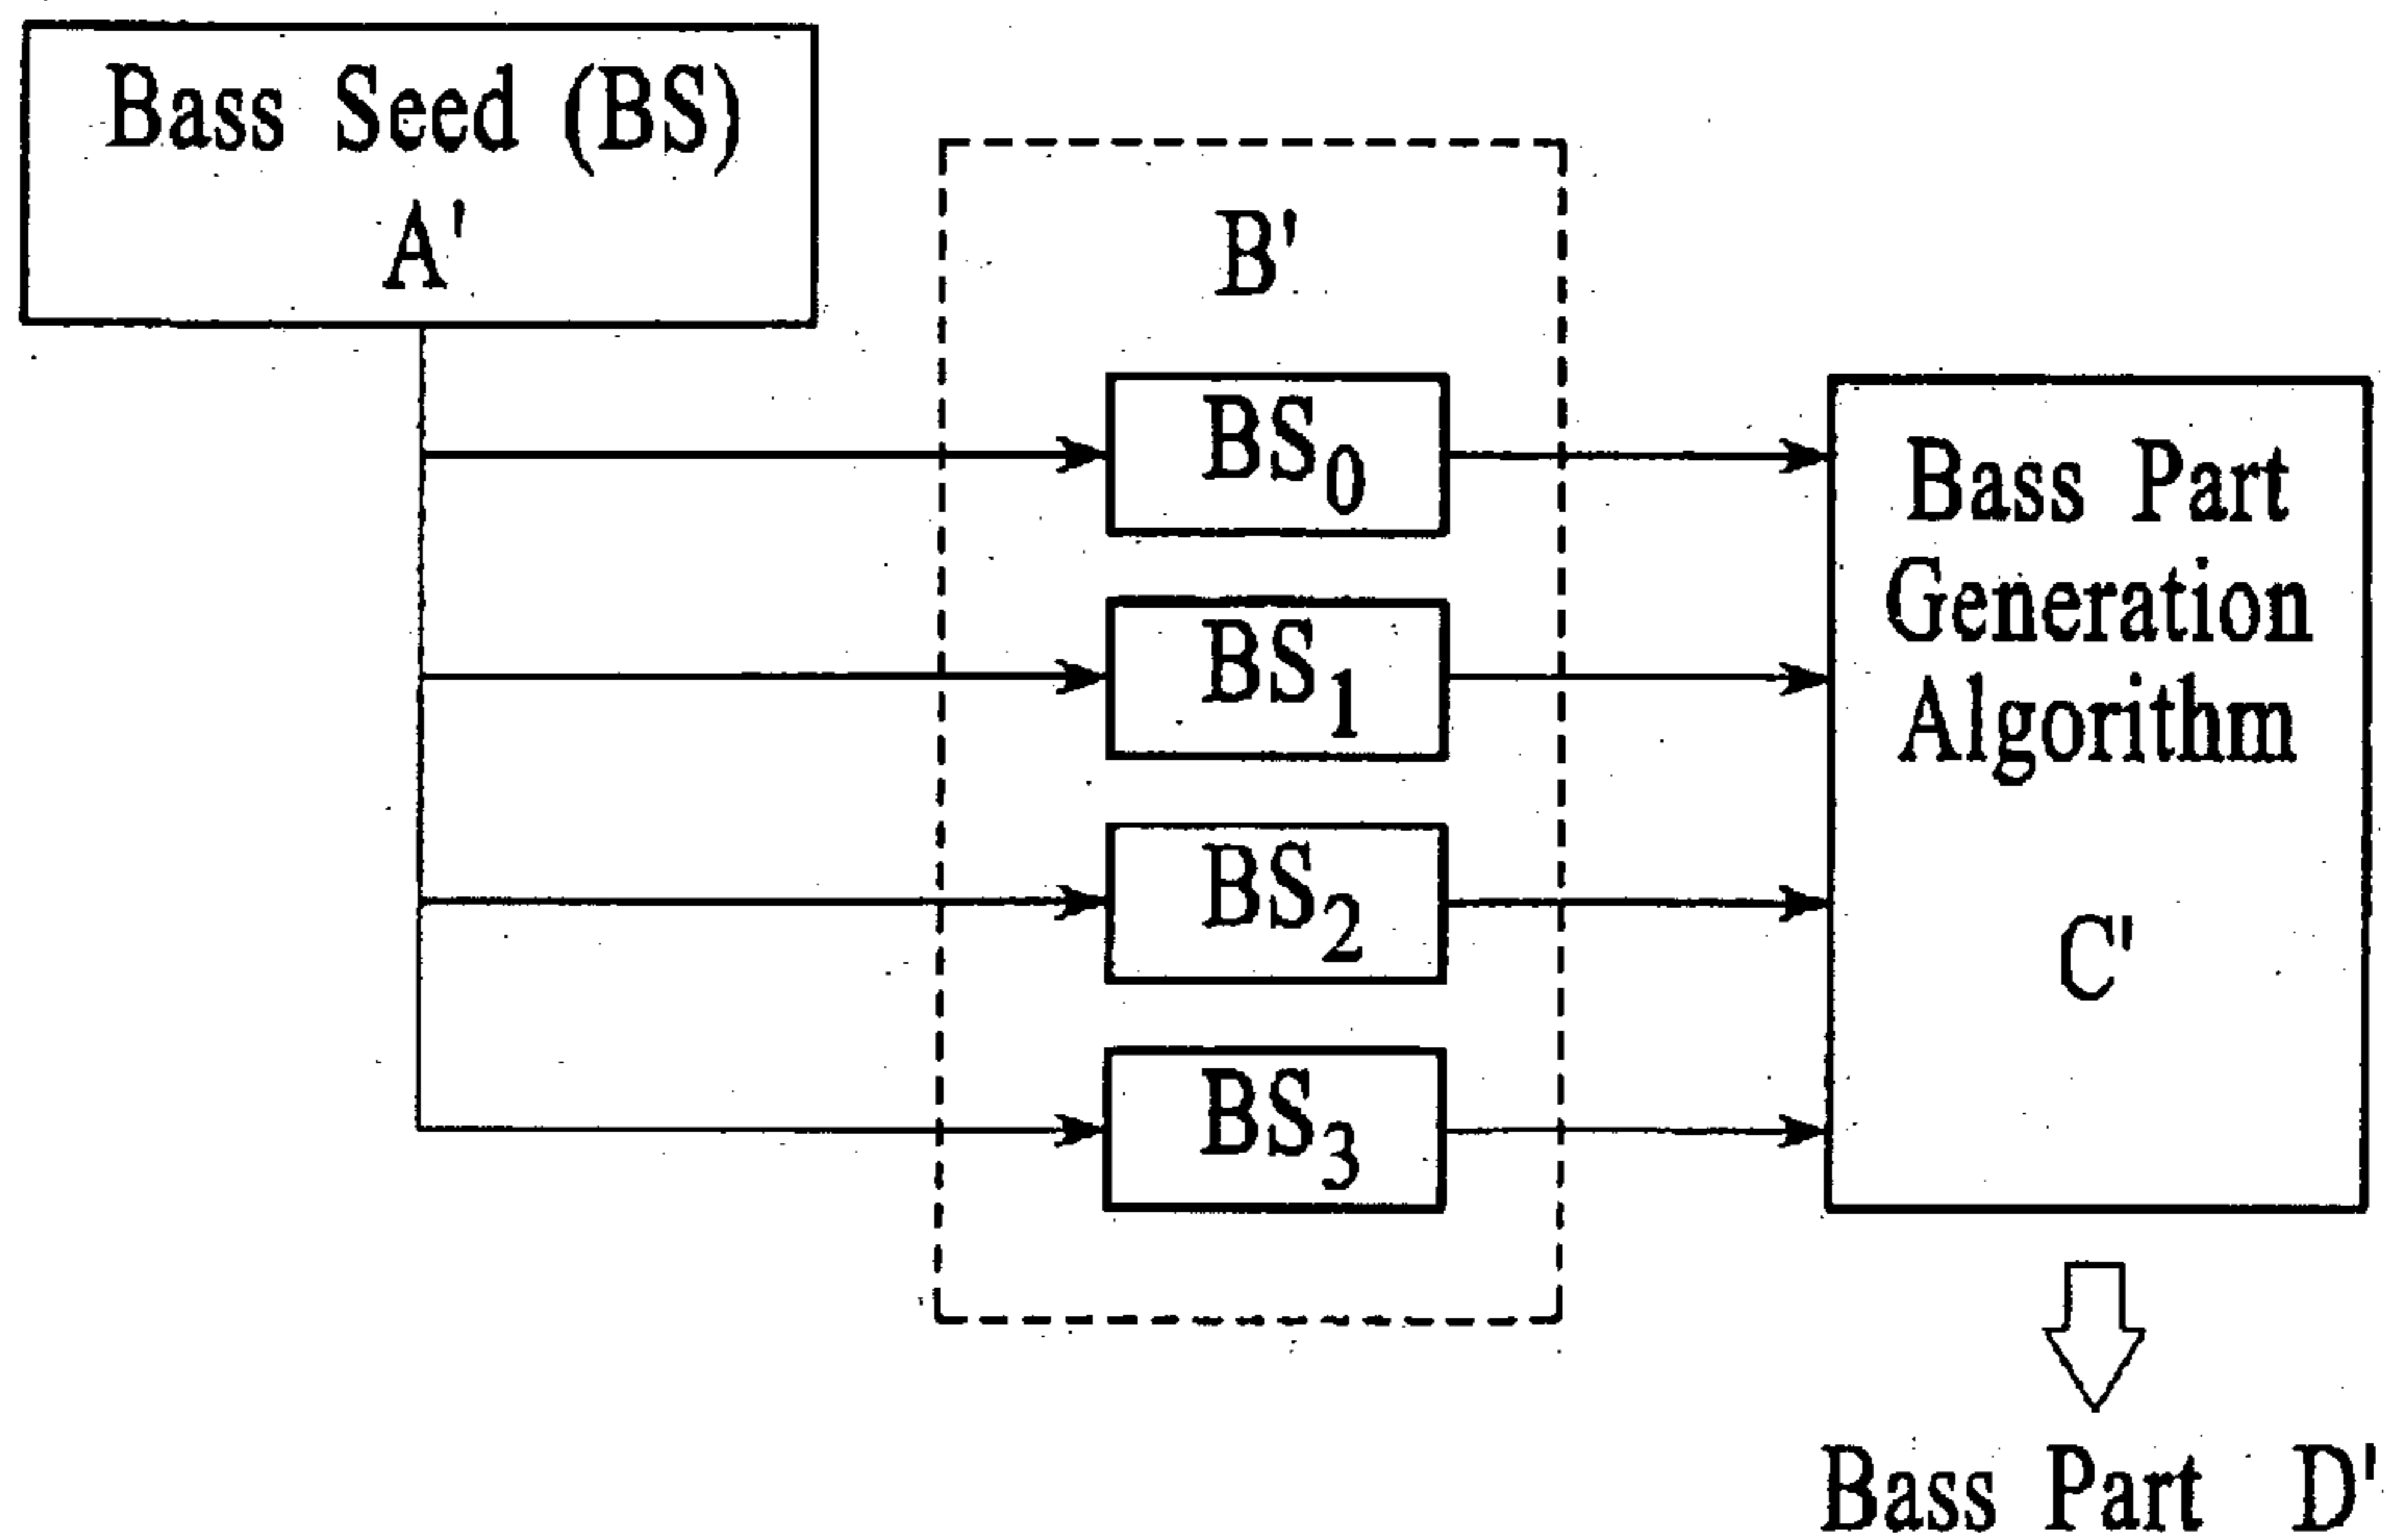 Bass Seed (BS)
A'
B'
BS₀
BS₁
BS₂
BS₃
Bass Part
Generation
Algorithm
C'
Bass Part D'